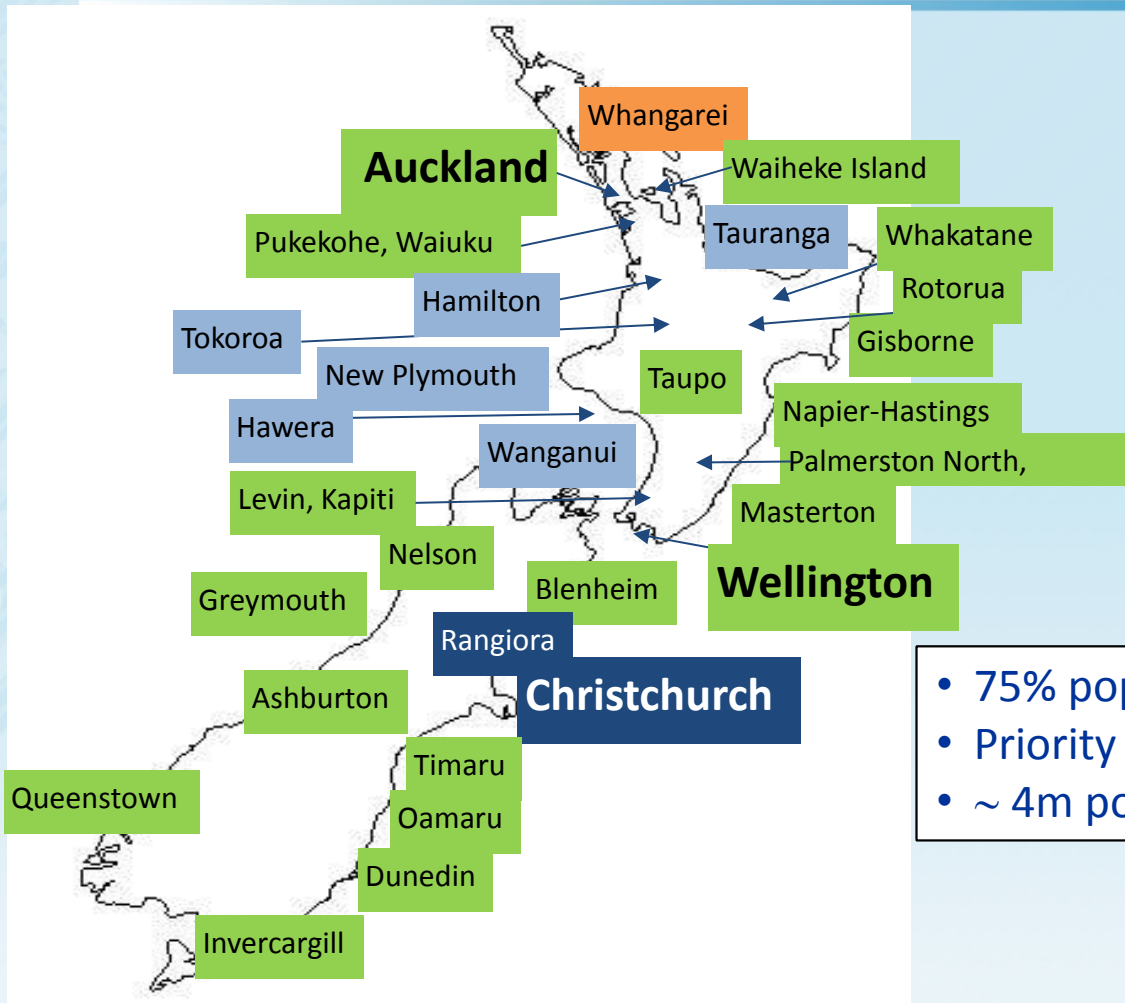 Whangarei
Auckland
Waiheke Island
Pukekohe, Waiuku
Tauranga
Whakatane
Hamilton
Rotorua
Tokoroa
Gisborne
New Plymouth
Taupo
Hawera
Napier-Hastings
Wanganui
Palmerston North,
Levin, Kapiti
Masterton
Nelson
Wellington
Blenheim
Greymouth
Rangiora
Christchurch
Ashburton
Timaru
Queenstown
Oamaru
Dunedin
Invercargill
• 75% pop
• Priority
• ~ 4m po